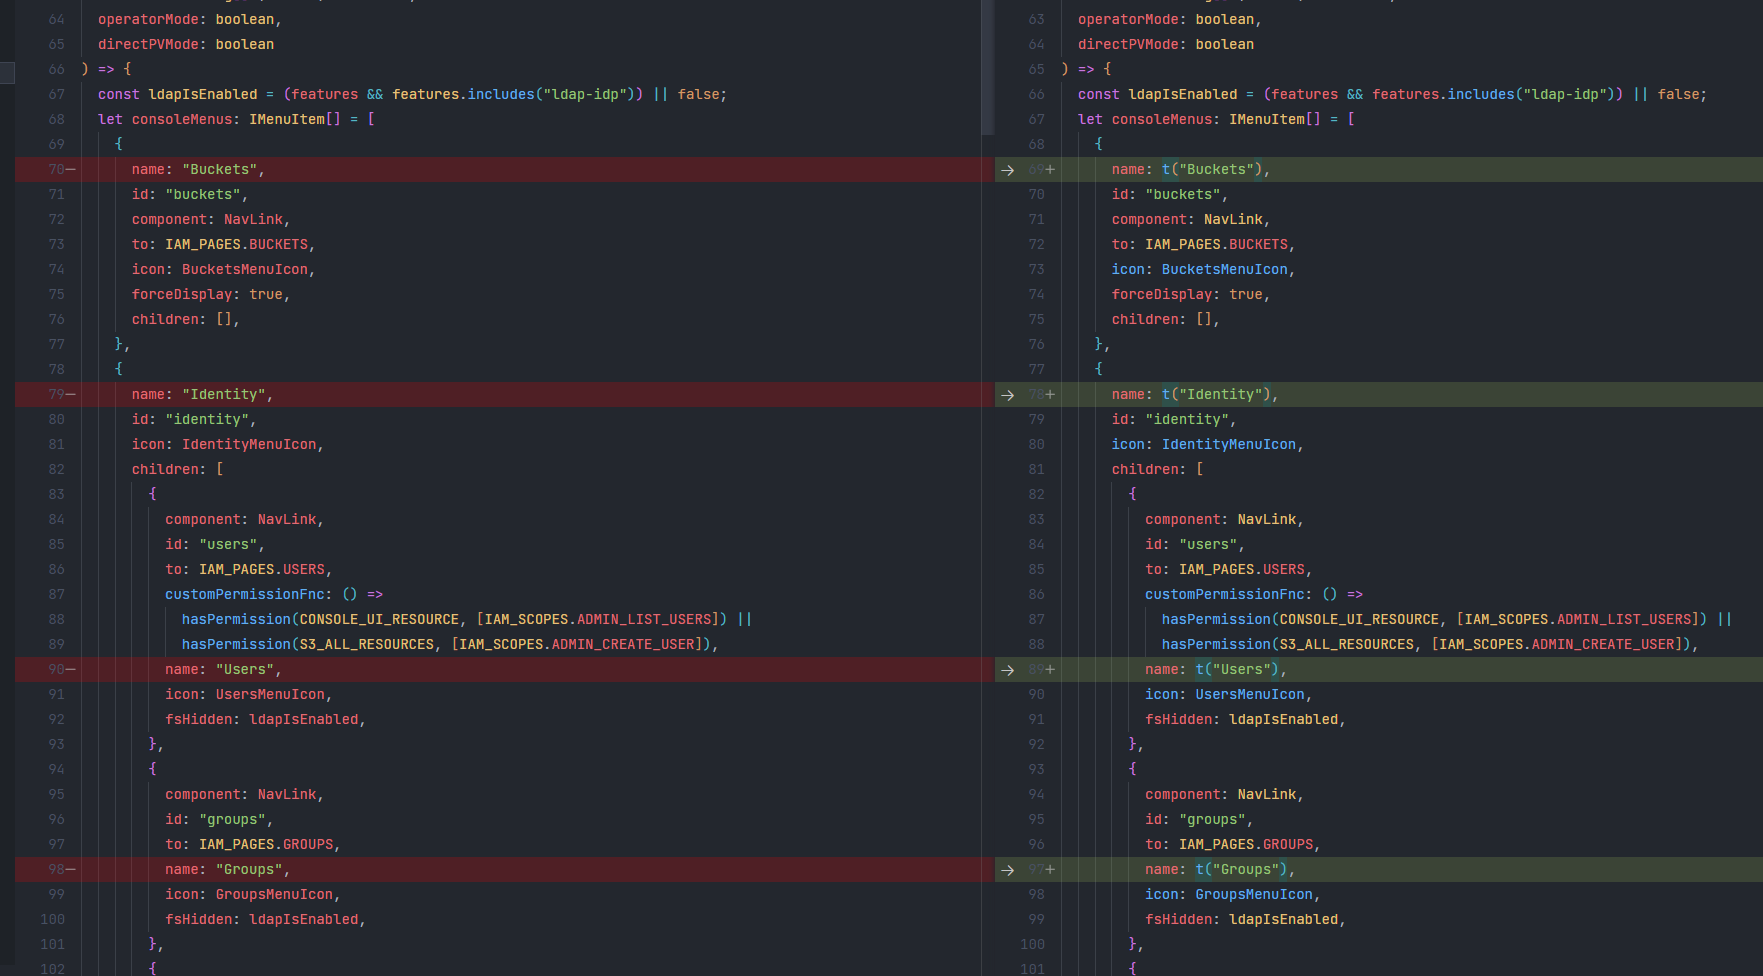 64 operatorMode: boolean,
65 directPVMode: boolean
66 ) => {
67 const ldapIsEnabled = (features && features.includes("ldap-idp")) || false;
68 let consoleMenus: IMenuItem[] = [
69 {
70− name: "Buckets",
71 id: "buckets",
72 component: NavLink,
73 to: IAM_PAGES.BUCKETS,
74 icon: BucketsMenuIcon,
75 forceDisplay: true,
76 children: [],
77 },
78 {
79− name: "Identity",
80 id: "identity",
81 icon: IdentityMenuIcon,
82 children: [
83 {
84 component: NavLink,
85 id: "users",
86 to: IAM_PAGES.USERS,
87 customPermissionFnc: () =>
88 hasPermission(CONSOLE_UI_RESOURCE, [IAM_SCOPES.ADMIN_LIST_USERS]) ||
89 hasPermission(S3_ALL_RESOURCES, [IAM_SCOPES.ADMIN_CREATE_USER]),
90− name: "Users",
91 icon: UsersMenuIcon,
92 fsHidden: ldapIsEnabled,
93 },
94 {
95 component: NavLink,
96 id: "groups",
97 to: IAM_PAGES.GROUPS,
98− name: "Groups",
99 icon: GroupsMenuIcon,
100 fsHidden: ldapIsEnabled,
101 },
102 {
63 operatorMode: boolean,
64 directPVMode: boolean
65 ) => {
66 const ldapIsEnabled = (features && features.includes("ldap-idp")) || false;
67 let consoleMenus: IMenuItem[] = [
68 {
→ 69+ name: t("Buckets"),
70 id: "buckets",
71 component: NavLink,
72 to: IAM_PAGES.BUCKETS,
73 icon: BucketsMenuIcon,
74 forceDisplay: true,
75 children: [],
76 },
77 {
→ 78+ name: t("Identity"),
79 id: "identity",
80 icon: IdentityMenuIcon,
81 children: [
82 {
83 component: NavLink,
84 id: "users",
85 to: IAM_PAGES.USERS,
86 customPermissionFnc: () =>
87 hasPermission(CONSOLE_UI_RESOURCE, [IAM_SCOPES.ADMIN_LIST_USERS]) ||
88 hasPermission(S3_ALL_RESOURCES, [IAM_SCOPES.ADMIN_CREATE_USER]),
→ 89+ name: t("Users"),
90 icon: UsersMenuIcon,
91 fsHidden: ldapIsEnabled,
92 },
93 {
94 component: NavLink,
95 id: "groups",
96 to: IAM_PAGES.GROUPS,
→ 97+ name: t("Groups"),
98 icon: GroupsMenuIcon,
99 fsHidden: ldapIsEnabled,
100 },
101 {